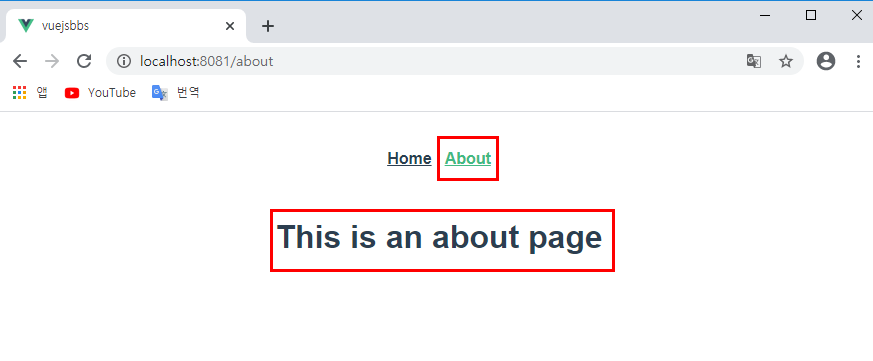 vuejsbbs
localhost:8081/about
앱 YouTube 번역
Home About
This is an about page